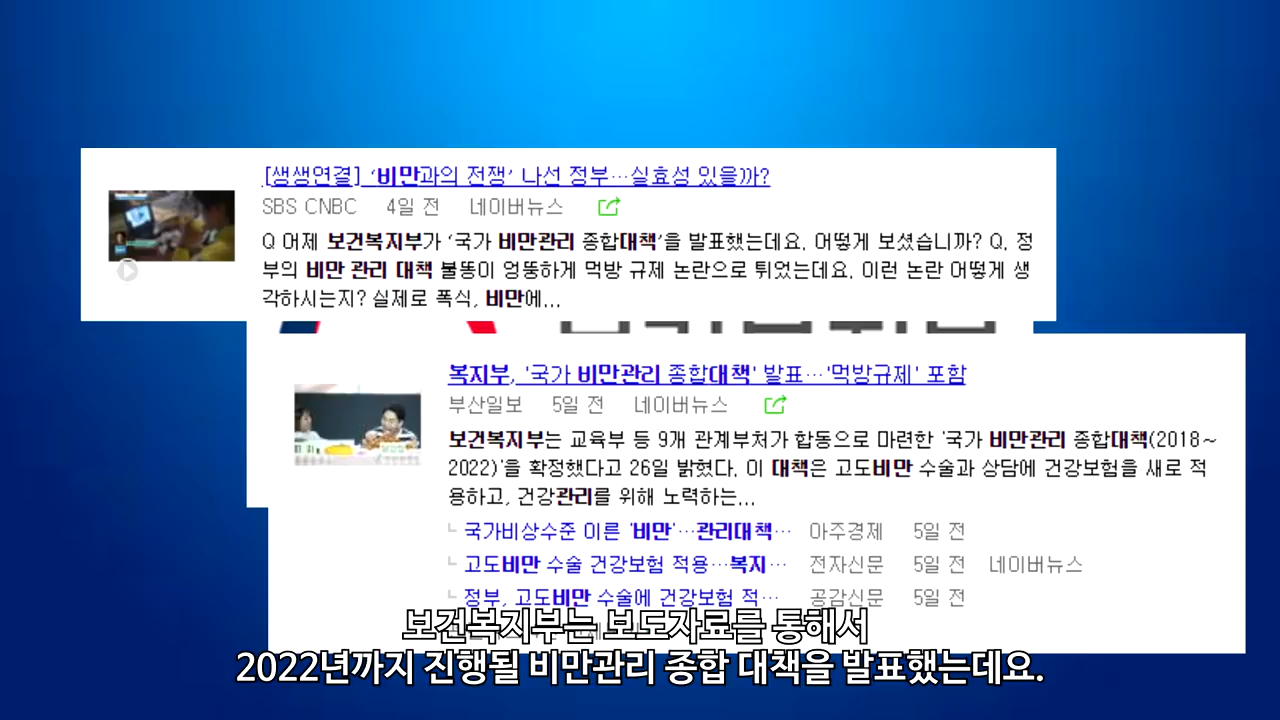 [생생연결] '비만과의 전쟁' 나선 정부…실효성 있을까?
SBS CNBC 4일 전 네이버뉴스
Q 어제 보건복지부가 '국가 비만관리 종합대책'을 발표했는데요. 어떻게 보셨습니까? Q. 정
부의 비만 관리 대책 불똥이 엉뚱하게 먹방 규제 논란으로 튀었는데요. 이런 논란 어떻게 생
각하시는지? 실제로 폭식, 비만에...
복지부, '국가 비만관리 종합대책' 발표…'먹방규제' 포함
부산일보 5일 전 네이버뉴스
보건복지부는 교육부 등 9개 관계부처가 합동으로 마련한 '국가 비만관리 종합대책(2018~
2022)'을 확정했다고 26일 밝혔다. 이 대책은 고도비만 수술과 상담에 건강보험을 새로 적
용하고, 건강관리를 위해 노력하는...
국가비상수준 이른 '비만'…관리대책… 아주경제 5일 전
고도비만 수술 건강보험 적용…복지… 전자신문 5일 전 네이버뉴스
정부, 고도비만 수술에 건강보험 적… 공감신문 5일 전
보건복지부는 보도자료를 통해서
2022년까지 진행될 비만관리 종합 대책을 발표했는데요.